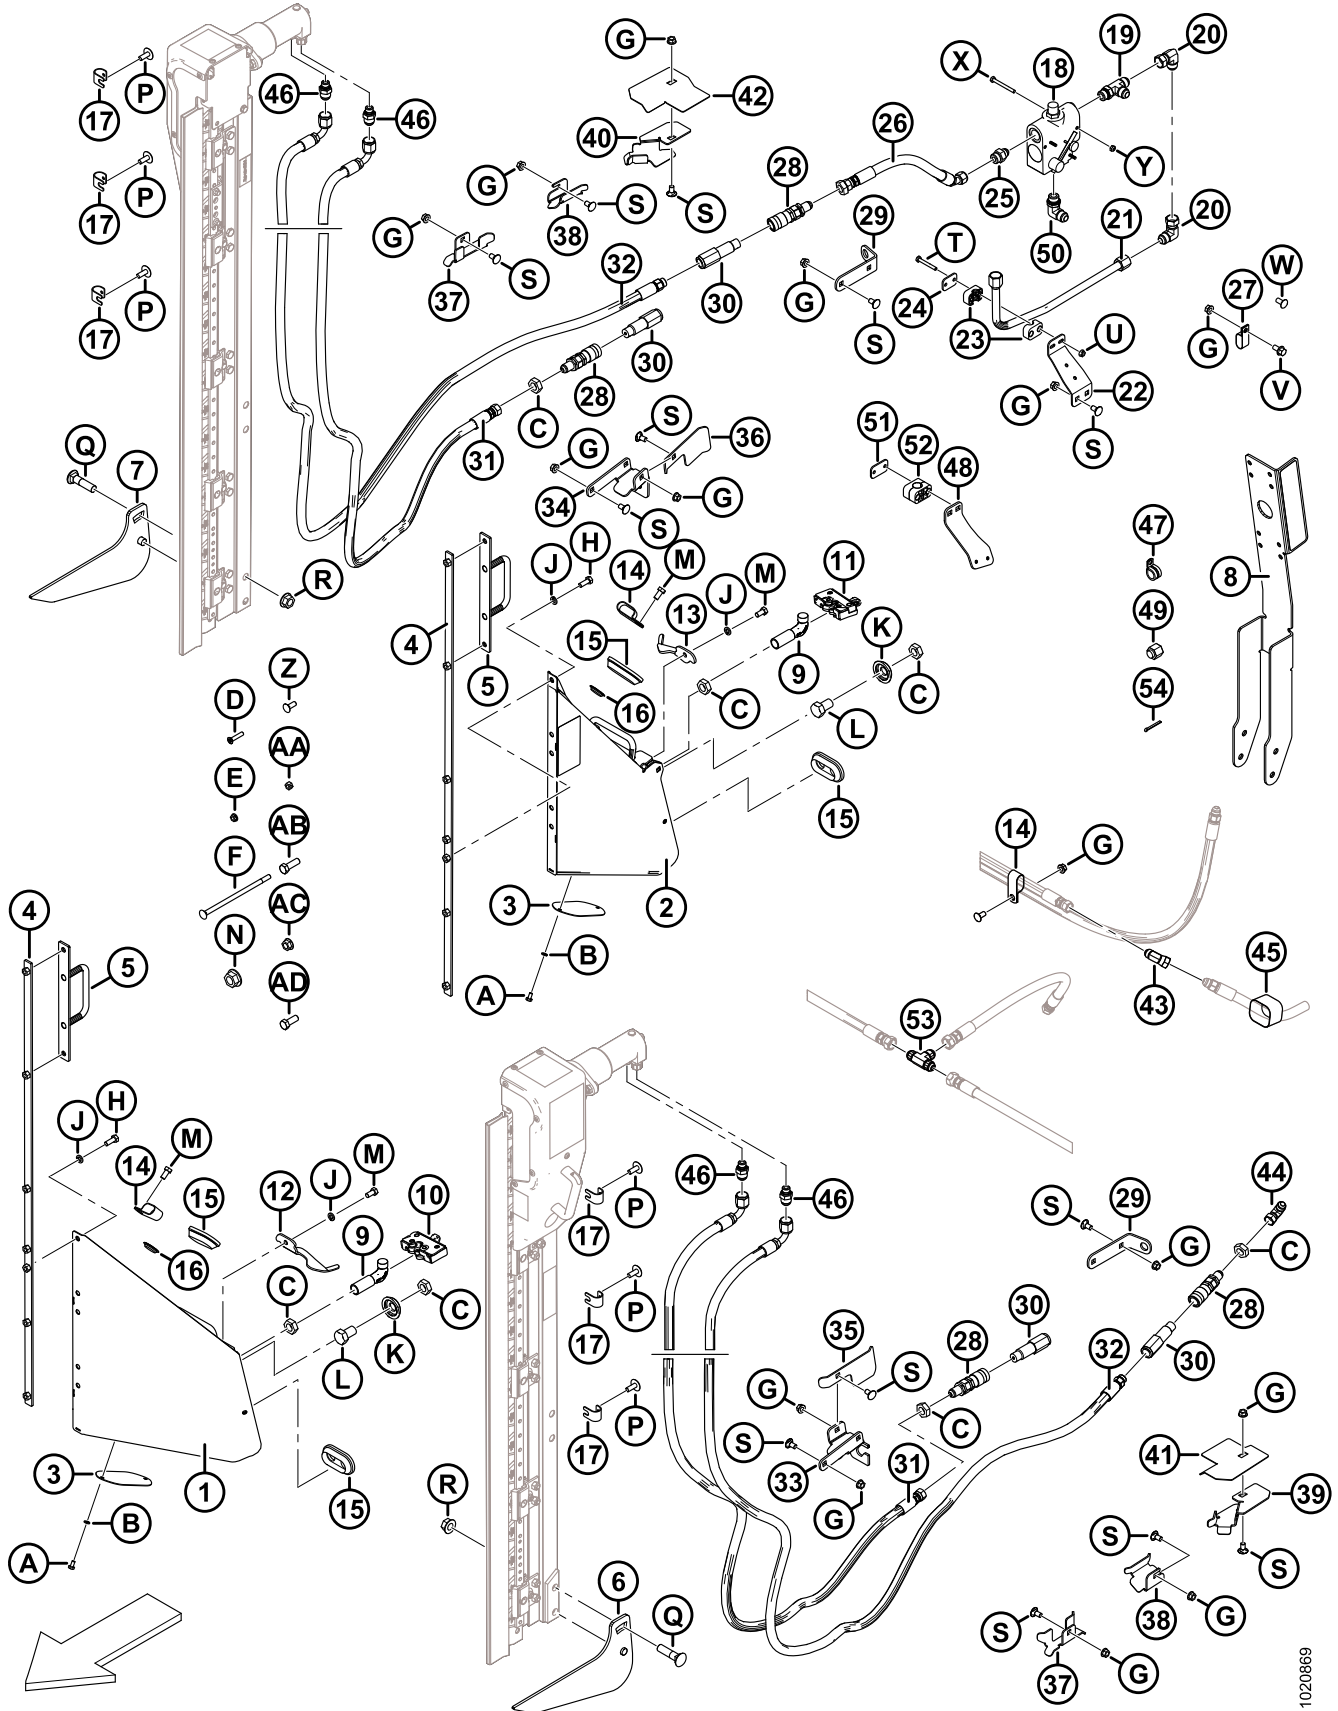 G
19
20
X
18
17
P
46
42
46
40
26
Y
17
P
G
S
S
28
25
38
29
T
50
21
20
G
37
S
32
30
G
24
W
27
17
P
30
S
23
U
G
22
V
28
C
G
S
31
S
36
51
52
48
Q
7
G
G
34
S
R
J
H
M
14
M
11
47
8
4
13
J
K
49
5
15
9
C
54
Z
16
C
L
D
AA
E
15
AB
F
14
G
AC
4
3
2
N
5
B
45
AD
A
43
53
H
J
M
46
46
44
14
15
12
J
M
10
P
S
29
9
17
G
C
16
C
C
P
28
K
17
30
35
28
30
L
S
32
G
G
P
C
17
S
41
3
1
33
31
39
15
R
G
B
S
A
S
6
38
G
Q
S
37
G
1020869